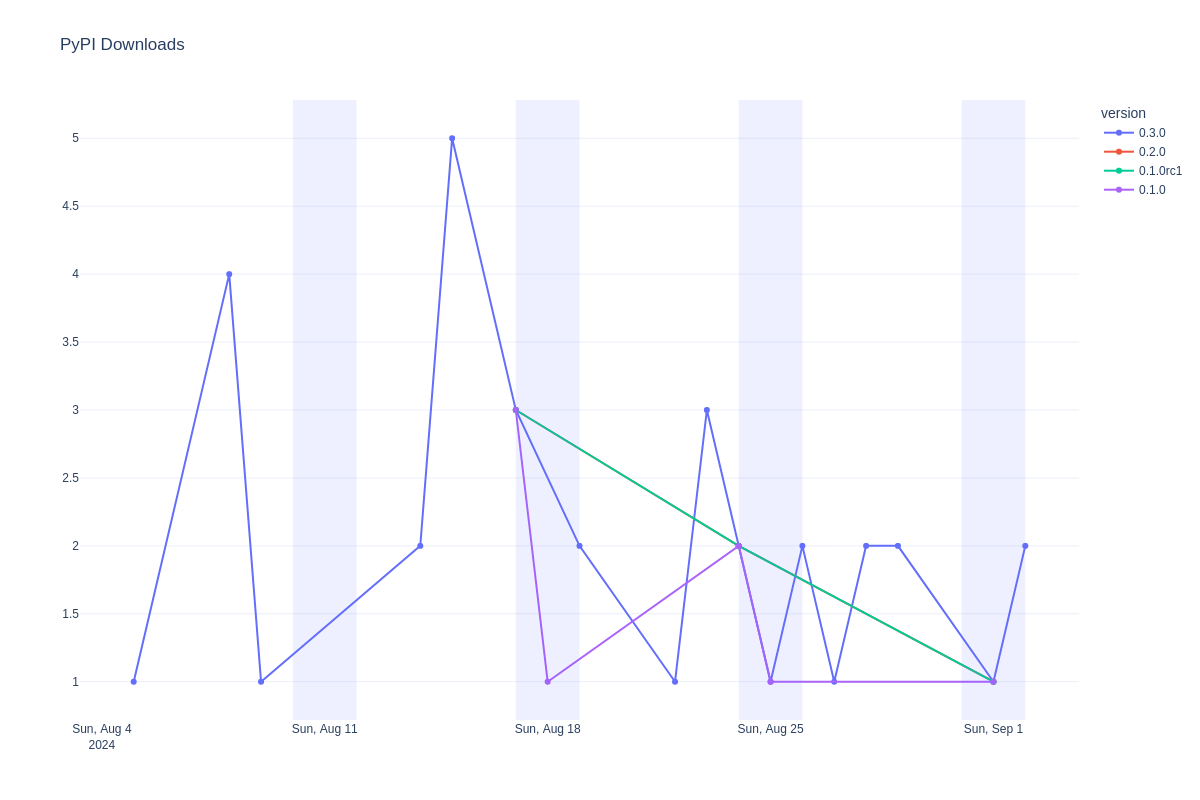 PyPI Downloads
version
0.3.0
0.2.0
0.1.0rc1
0.1.0
5
4.5
4
3.5
3
2.5
2
1.5
1
Sun, Aug 4
2024
Sun, Aug 11
Sun, Aug 18
Sun, Aug 25
Sun, Sep 1